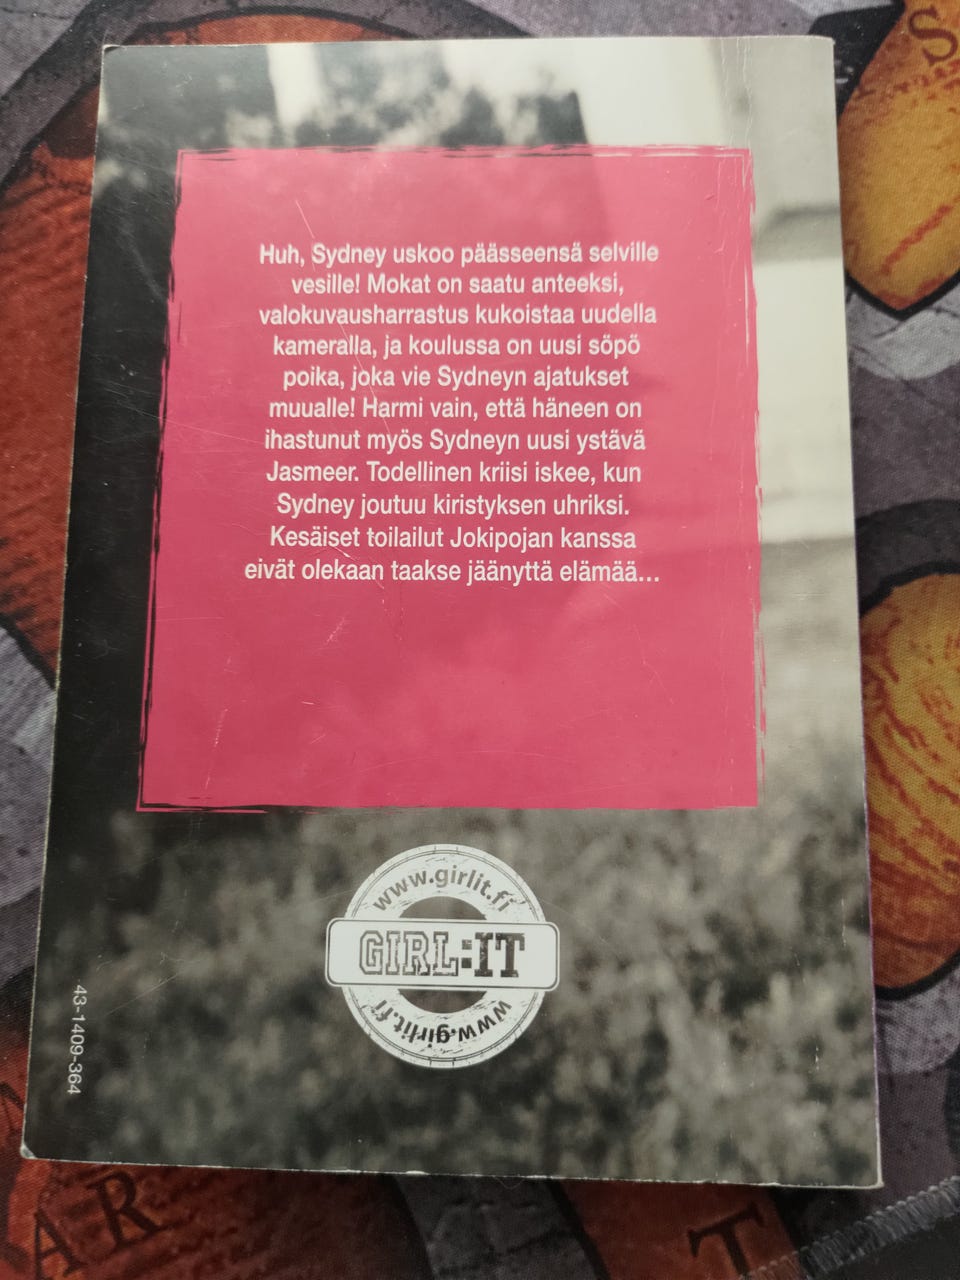 Huh, Sydney uskoo päässeensä selville
vesille! Mokat on saatu anteeksi,
valokuvausharrastus kukoistaa uudella
kameralla, ja koulussa on uusi söpö
poika, joka vie Sydneyn ajatukset
muualle! Harmi vain, että häneen on
ihastunut myös Sydneyn uusi ystävä
Jasmeer. Todellinen kriisi iskee, kun
Sydney joutuu kiristyksen uhriksi.
Kesäiset toilailut Jokipojan kanssa
eivät olekaan taakse jäänyttä elämää...
www.girlit.fi
GIRL:IT
www.girlit.fi
43-1409-364
S
AR
T